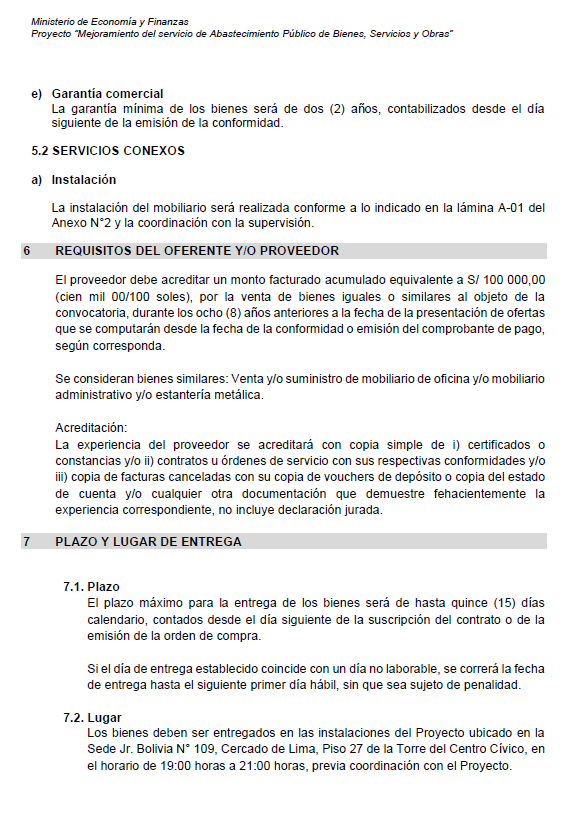 Ministerio de Economía y Finanzas
Proyecto "Mejoramiento del servicio de Abastecimiento Público de Bienes, Servicios y Obras"
e) Garantía comercial
La garantía mínima de los bienes será de dos (2) años, contabilizados desde el día
siguiente de la emisión de la conformidad.
5.2 SERVICIOS CONEXOS
a) Instalación
La instalación del mobiliario será realizada conforme a lo indicado en la lámina A-01 del
Anexo N°2 y la coordinación con la supervisión.
6 REQUISITOS DEL OFERENTE Y/O PROVEEDOR
El proveedor debe acreditar un monto facturado acumulado equivalente a S/ 100 000,00
(cien mil 00/100 soles), por la venta de bienes iguales o similares al objeto de la
convocatoria, durante los ocho (8) años anteriores a la fecha de la presentación de ofertas
que se computarán desde la fecha de la conformidad o emisión del comprobante de pago,
según corresponda.
Se consideran bienes similares: Venta y/o suministro de mobiliario de oficina y/o mobiliario
administrativo y/o estantería metálica.
Acreditación:
La experiencia del proveedor se acreditará con copia simple de i) certificados o
constancias y/o ii) contratos u órdenes de servicio con sus respectivas conformidades y/o
iii) copia de facturas canceladas con su copia de vouchers de depósito o copia del estado
de cuenta y/o cualquier otra documentación que demuestre fehacientemente la
experiencia correspondiente, no incluye declaración jurada.
7 PLAZO Y LUGAR DE ENTREGA
7.1. Plazo
El plazo máximo para la entrega de los bienes será de hasta quince (15) días
calendario, contados desde el día siguiente de la suscripción del contrato o de la
emisión de la orden de compra.
Si el día de entrega establecido coincide con un día no laborable, se correrá la fecha
de entrega hasta el siguiente primer día hábil, sin que sea sujeto de penalidad.
7.2. Lugar
Los bienes deben ser entregados en las instalaciones del Proyecto ubicado en la
Sede Jr. Bolivia N° 109, Cercado de Lima, Piso 27 de la Torre del Centro Cívico, en
el horario de 19:00 horas a 21:00 horas, previa coordinación con el Proyecto.